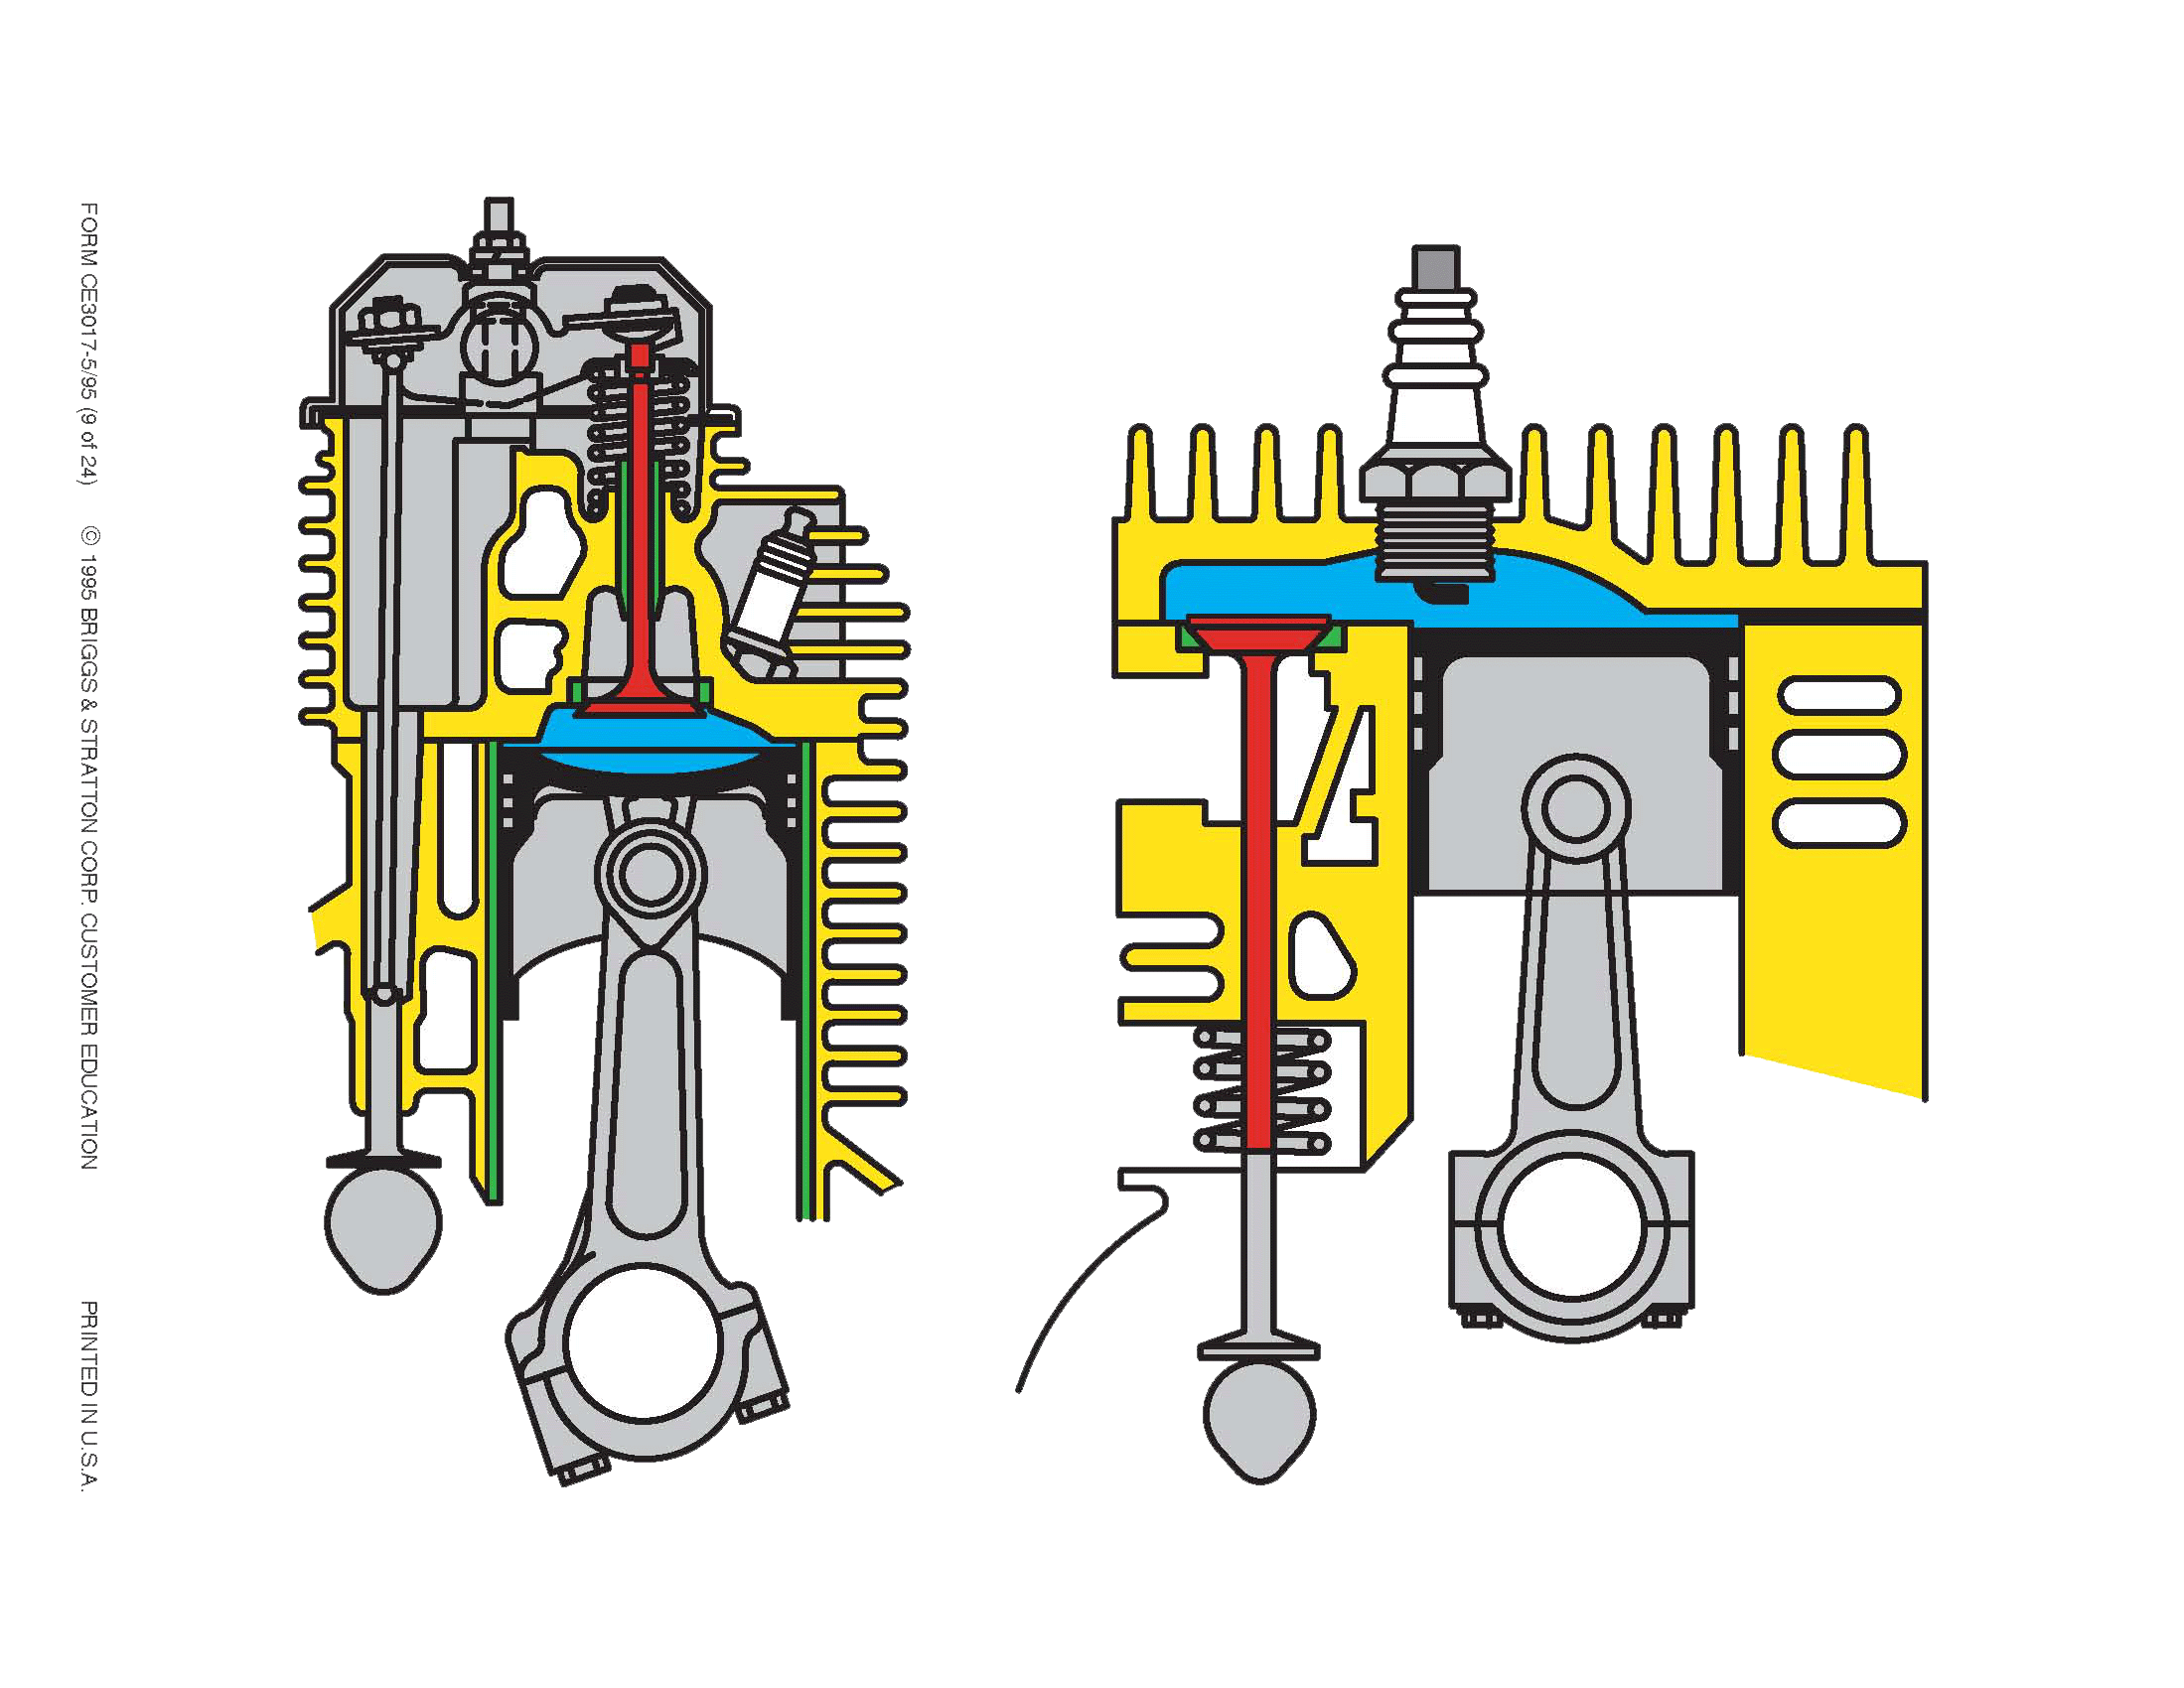 FORM CE3017-5/95 (9 of 24) © 1995 BRIGGS & STRATTON CORP. CUSTOMER EDUCATION PRINTED IN U.S.A.